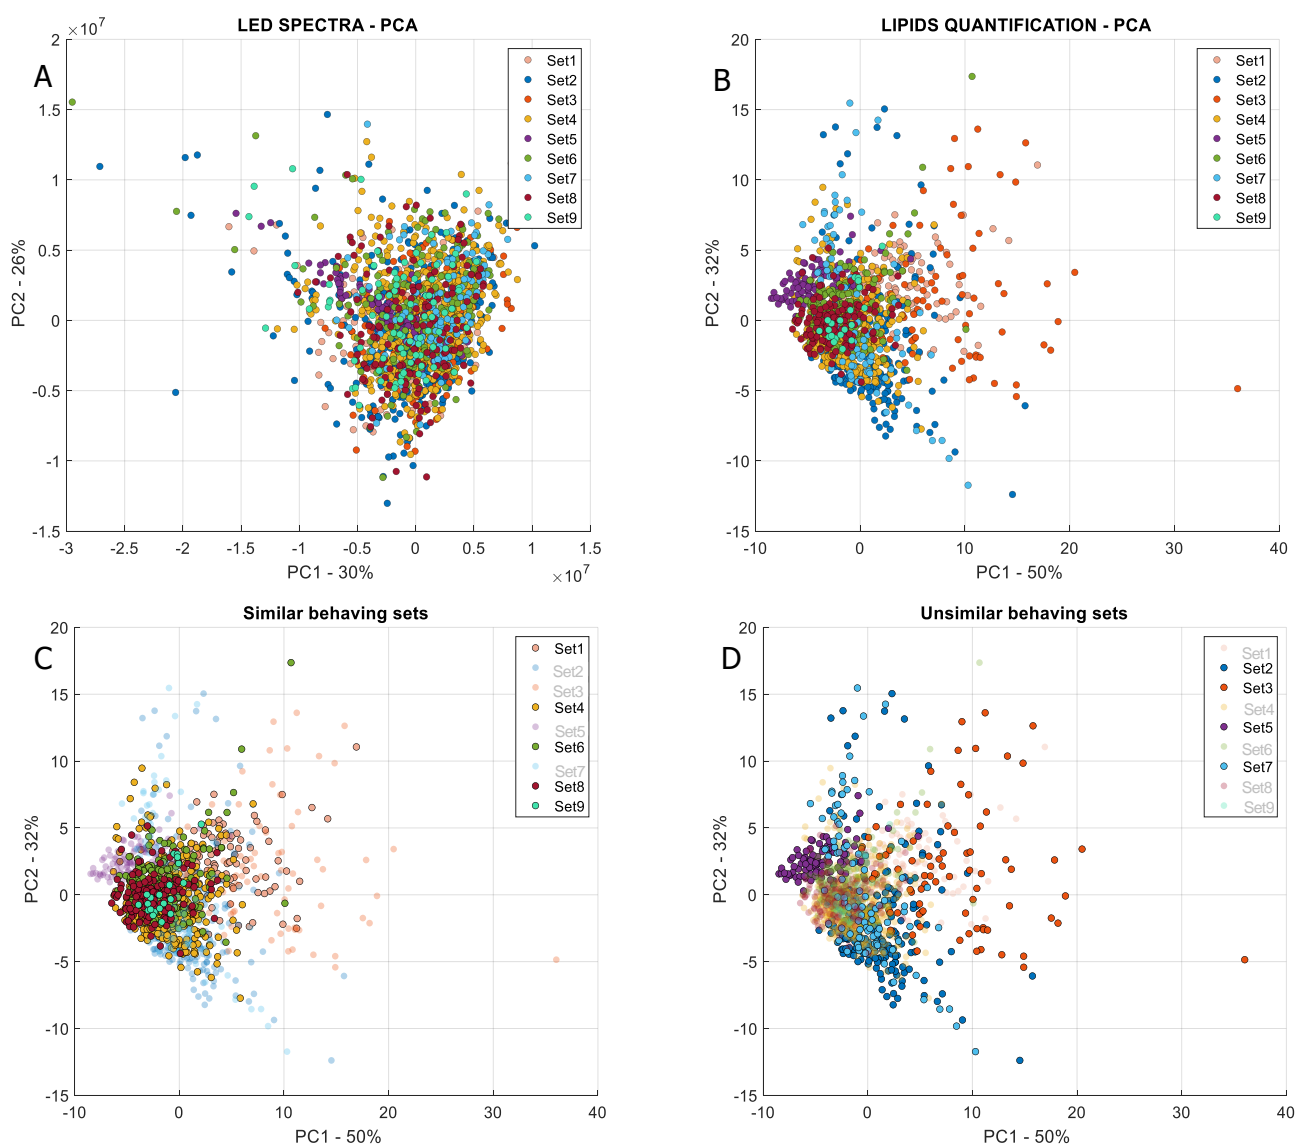 LED SPECTRA - PCA
×10⁷
A
2
1.5
1
0.5
0
-0.5
-1
-1.5
PC2 - 26%
-3
-2.5
-2
-1.5
-1
-0.5
0
0.5
1
1.5
PC1 - 30%
×10⁷
Set1
Set2
Set3
Set4
Set5
Set6
Set7
Set8
Set9
LIPIDS QUANTIFICATION - PCA
B
20
15
10
5
0
-5
-10
-15
PC2 - 32%
-10
0
10
20
30
40
PC1 - 50%
Set1
Set2
Set3
Set4
Set5
Set6
Set7
Set8
Set9
Similar behaving sets
C
20
15
10
5
0
-5
-10
-15
PC2 - 32%
-10
0
10
20
30
40
PC1 - 50%
Set1
Set2
Set3
Set4
Set5
Set6
Set7
Set8
Set9
Unsimilar behaving sets
D
20
15
10
5
0
-5
-10
-15
PC2 - 32%
-10
0
10
20
30
40
PC1 - 50%
Set1
Set2
Set3
Set4
Set5
Set6
Set7
Set8
Set9